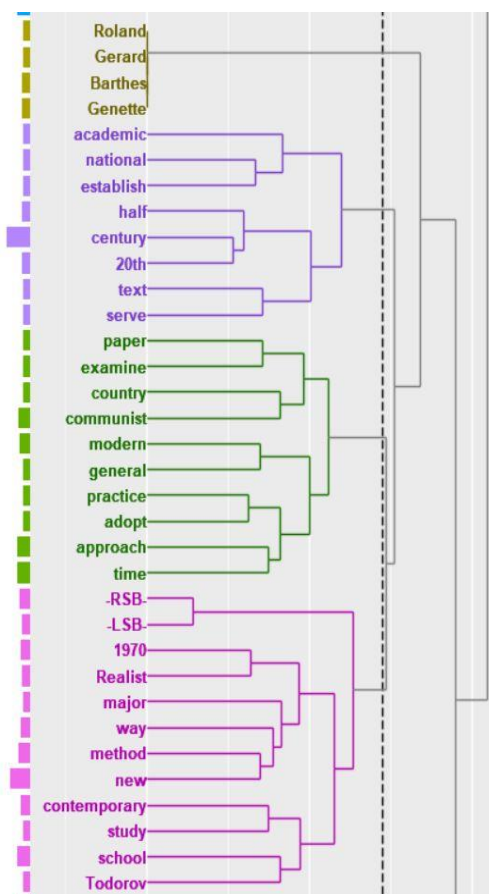 Roland
Gerard
Barthes
Genette
academic
national
establish
half
century
20th
text
serve
paper
examine
country
communist
modern
general
practice
adopt
approach
time
-RSB-
-LSB-
1970
Realist
major
way
method
new
contemporary
study
school
Todorov